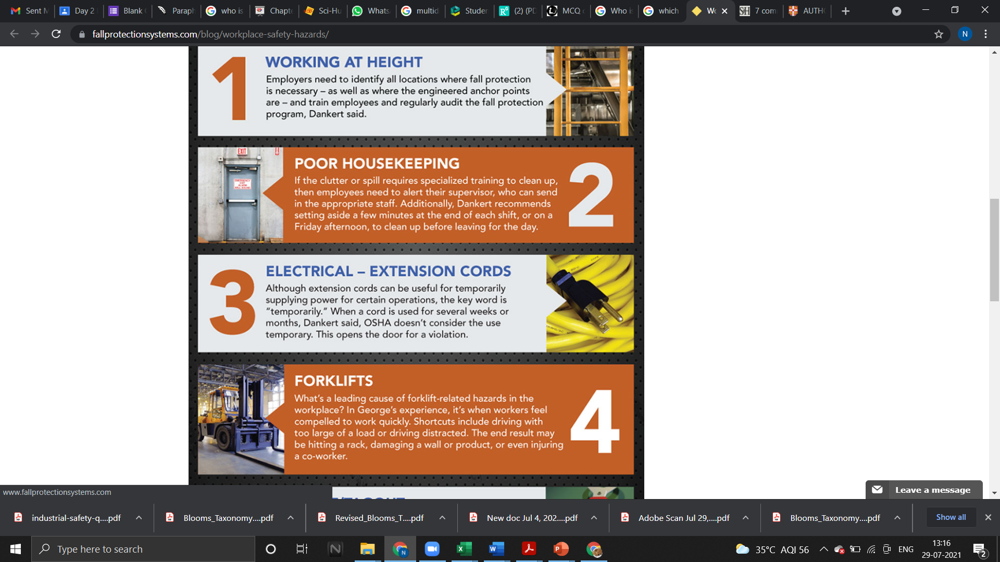 Sent M
Day 2
Blank
Paraph
who is
Chapte
Sci-Hu
Whats
multid
Studen
(2) (PD
MCQ
Who is
which
Wo
7 com
AUTH
fallprotectionsystems.com/blog/workplace-safety-hazards/
N
1
WORKING AT HEIGHT
Employers need to identify all locations where fall protection
is necessary – as well as where the engineered anchor points
are – and train employees and regularly audit the fall protection
program, Dankert said.
EXIT
EMERGENCY
EXIT
ALARM
WILL SOUND
POOR HOUSEKEEPING
If the clutter or spill requires specialized training to clean up,
then employees need to alert their supervisor, who can send
in the appropriate staff. Additionally, Dankert recommends
setting aside a few minutes at the end of each shift, or on a
Friday afternoon, to clean up before leaving for the day.
2
3
ELECTRICAL – EXTENSION CORDS
Although extension cords can be useful for temporarily
supplying power for certain operations, the key word is
“temporarily.” When a cord is used for several weeks or
months, Dankert said, OSHA doesn’t consider the use
temporary. This opens the door for a violation.
FORKLIFTS
What’s a leading cause of forklift-related hazards in the
workplace? In George’s experience, it’s when workers feel
compelled to work quickly. Shortcuts include driving with
too large of a load or driving distracted. The end result may
be hitting a rack, damaging a wall or product, or even injuring
a co-worker.
4
www.fallprotectionsystems.com
Leave a message
industrial-safety-q....pdf
Blooms_Taxonomy....pdf
Revised_Blooms_T....pdf
New doc Jul 4, 202....pdf
Adobe Scan Jul 29,....pdf
Blooms_Taxonomy....pdf
Show all
Type here to search
35°C AQI 56
ENG
13:16
29-07-2021
2